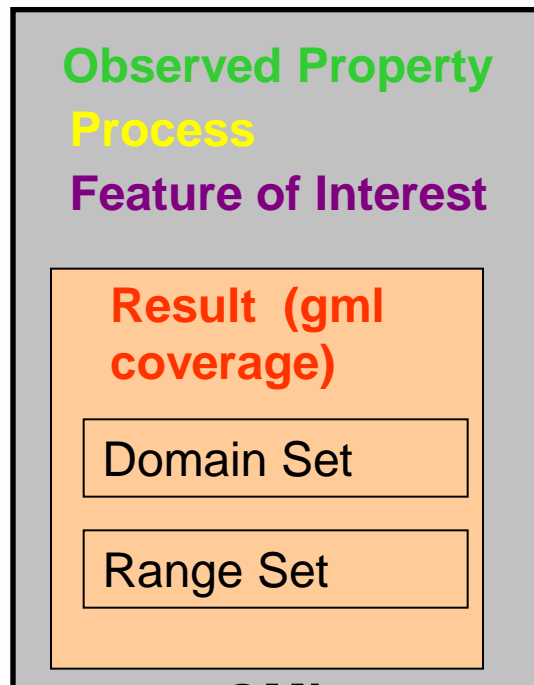 Observed Property
Process
Feature of Interest
Result (gml
coverage)
Domain Set
Range Set